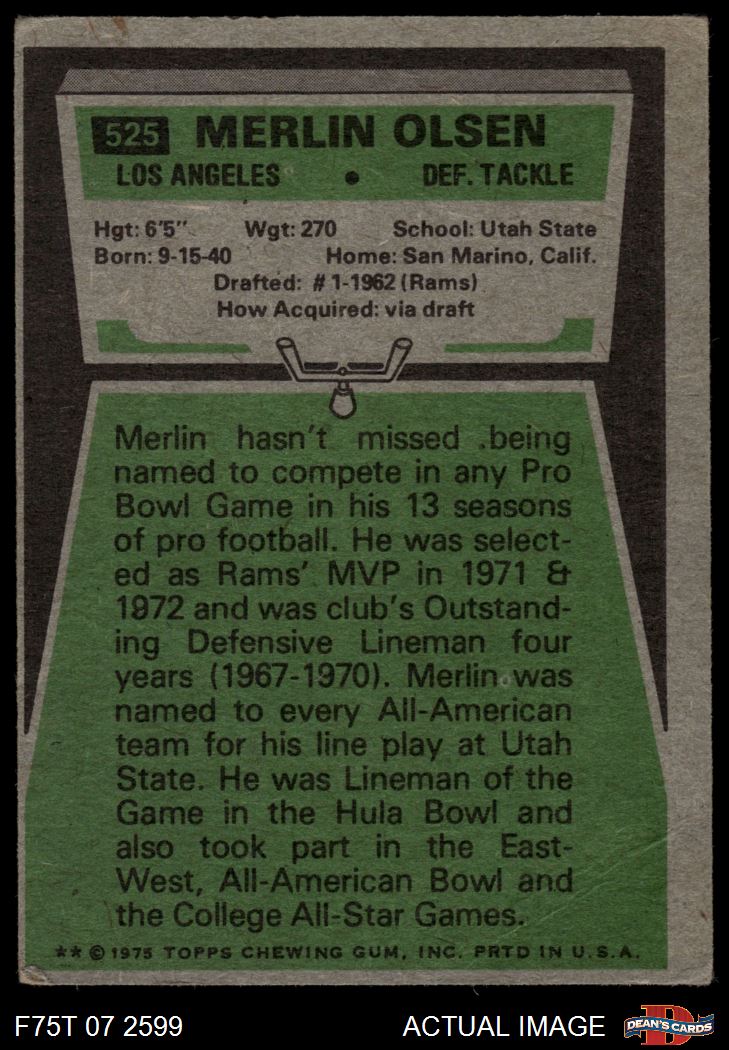 525 MERLIN OLSEN
LOS ANGELES • DEF. TACKLE
Hgt: 6'5" Wgt: 270 School: Utah State
Born: 9-15-40 Home: San Marino, Calif.
Drafted: #1-1962 (Rams)
How Acquired: via draft
Merlin hasn't missed being
named to compete in any Pro
Bowl Game in his 13 seasons
of pro football. He was select-
ed as Rams' MVP in 1971 &
1972 and was club's Outstand-
ing Defensive Lineman four
years (1967-1970). Merlin was
named to every All-American
team for his line play at Utah
State. He was Lineman of the
Game in the Hula Bowl and
also took part in the East-
West, All-American Bowl and
the College All-Star Games.
** © 1975 TOPPS CHEWING GUM, INC. PRTD IN U.S.A.
F75T 07 2599 ACTUAL IMAGE D DEAN'S CARDS